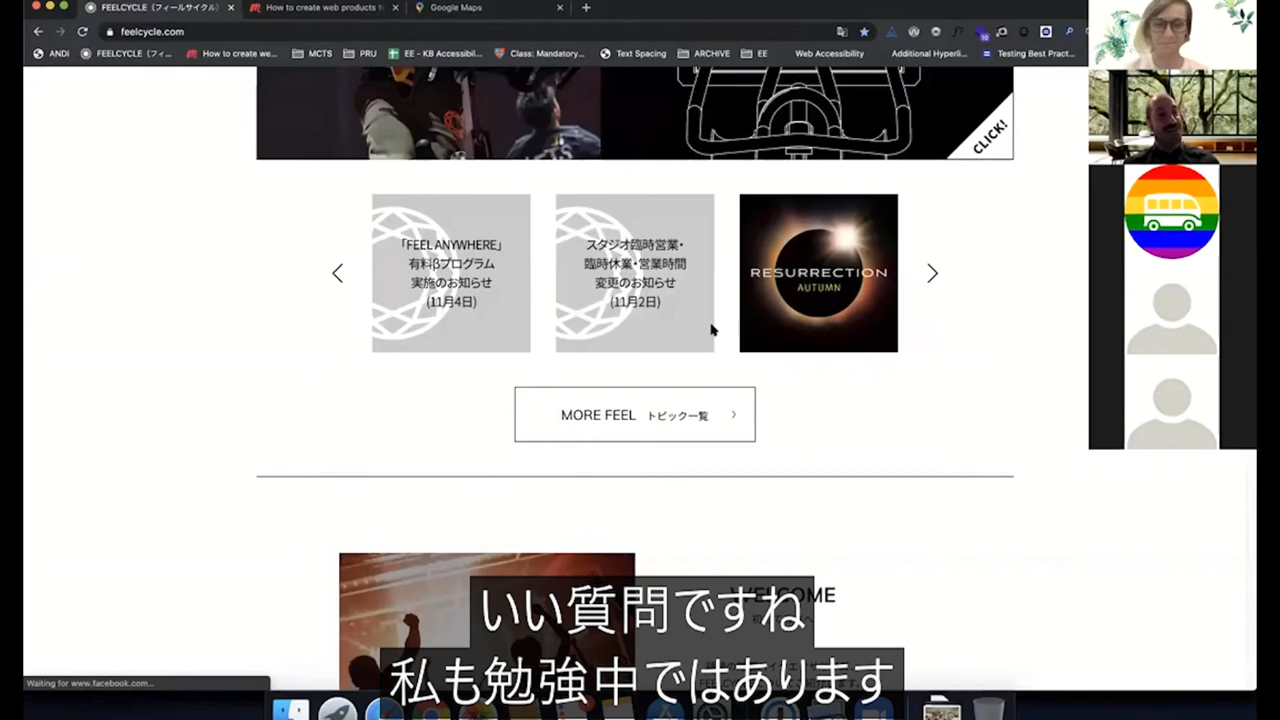 FEELCYCLE (フィールサイクル)
How to create web products
Google Maps
feelcycle.com
ANDI
FEELCYCLE (フィ...
How to create we...
MCTS
PRU
EE - KB Accessibil...
Class: Mandatory...
Text Spacing
ARCHIVE
EE
Web Accessibility
Additional Hyperli...
Testing Best Pract...
CLICK!
「FEEL ANYWHERE」
有料βプログラム
実施のお知らせ
(11月4日)
スタジオ臨時営業・
臨時休業・営業時間
変更のお知らせ
(11月2日)
RESURRECTION
AUTUMN
MORE FEEL トピック一覧
WELCOME
いい質問ですね
私も勉強中ではあります
Waiting for www.facebook.com...